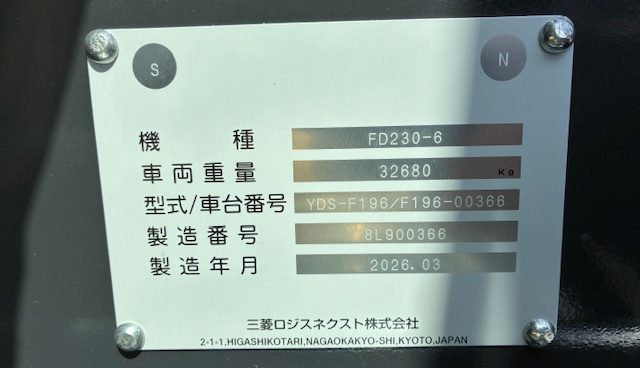 S N
機種 FD230-6
車両重量 32680 Kg
型式/車台番号 YDS-F196/F196-00366
製造番号 8L900366
製造年月 2026.03
三菱ロジスネクスト株式会社
2-1-1,HIGASHIKOTARI,NAGAOKAKYO-SHI,KYOTO,JAPAN